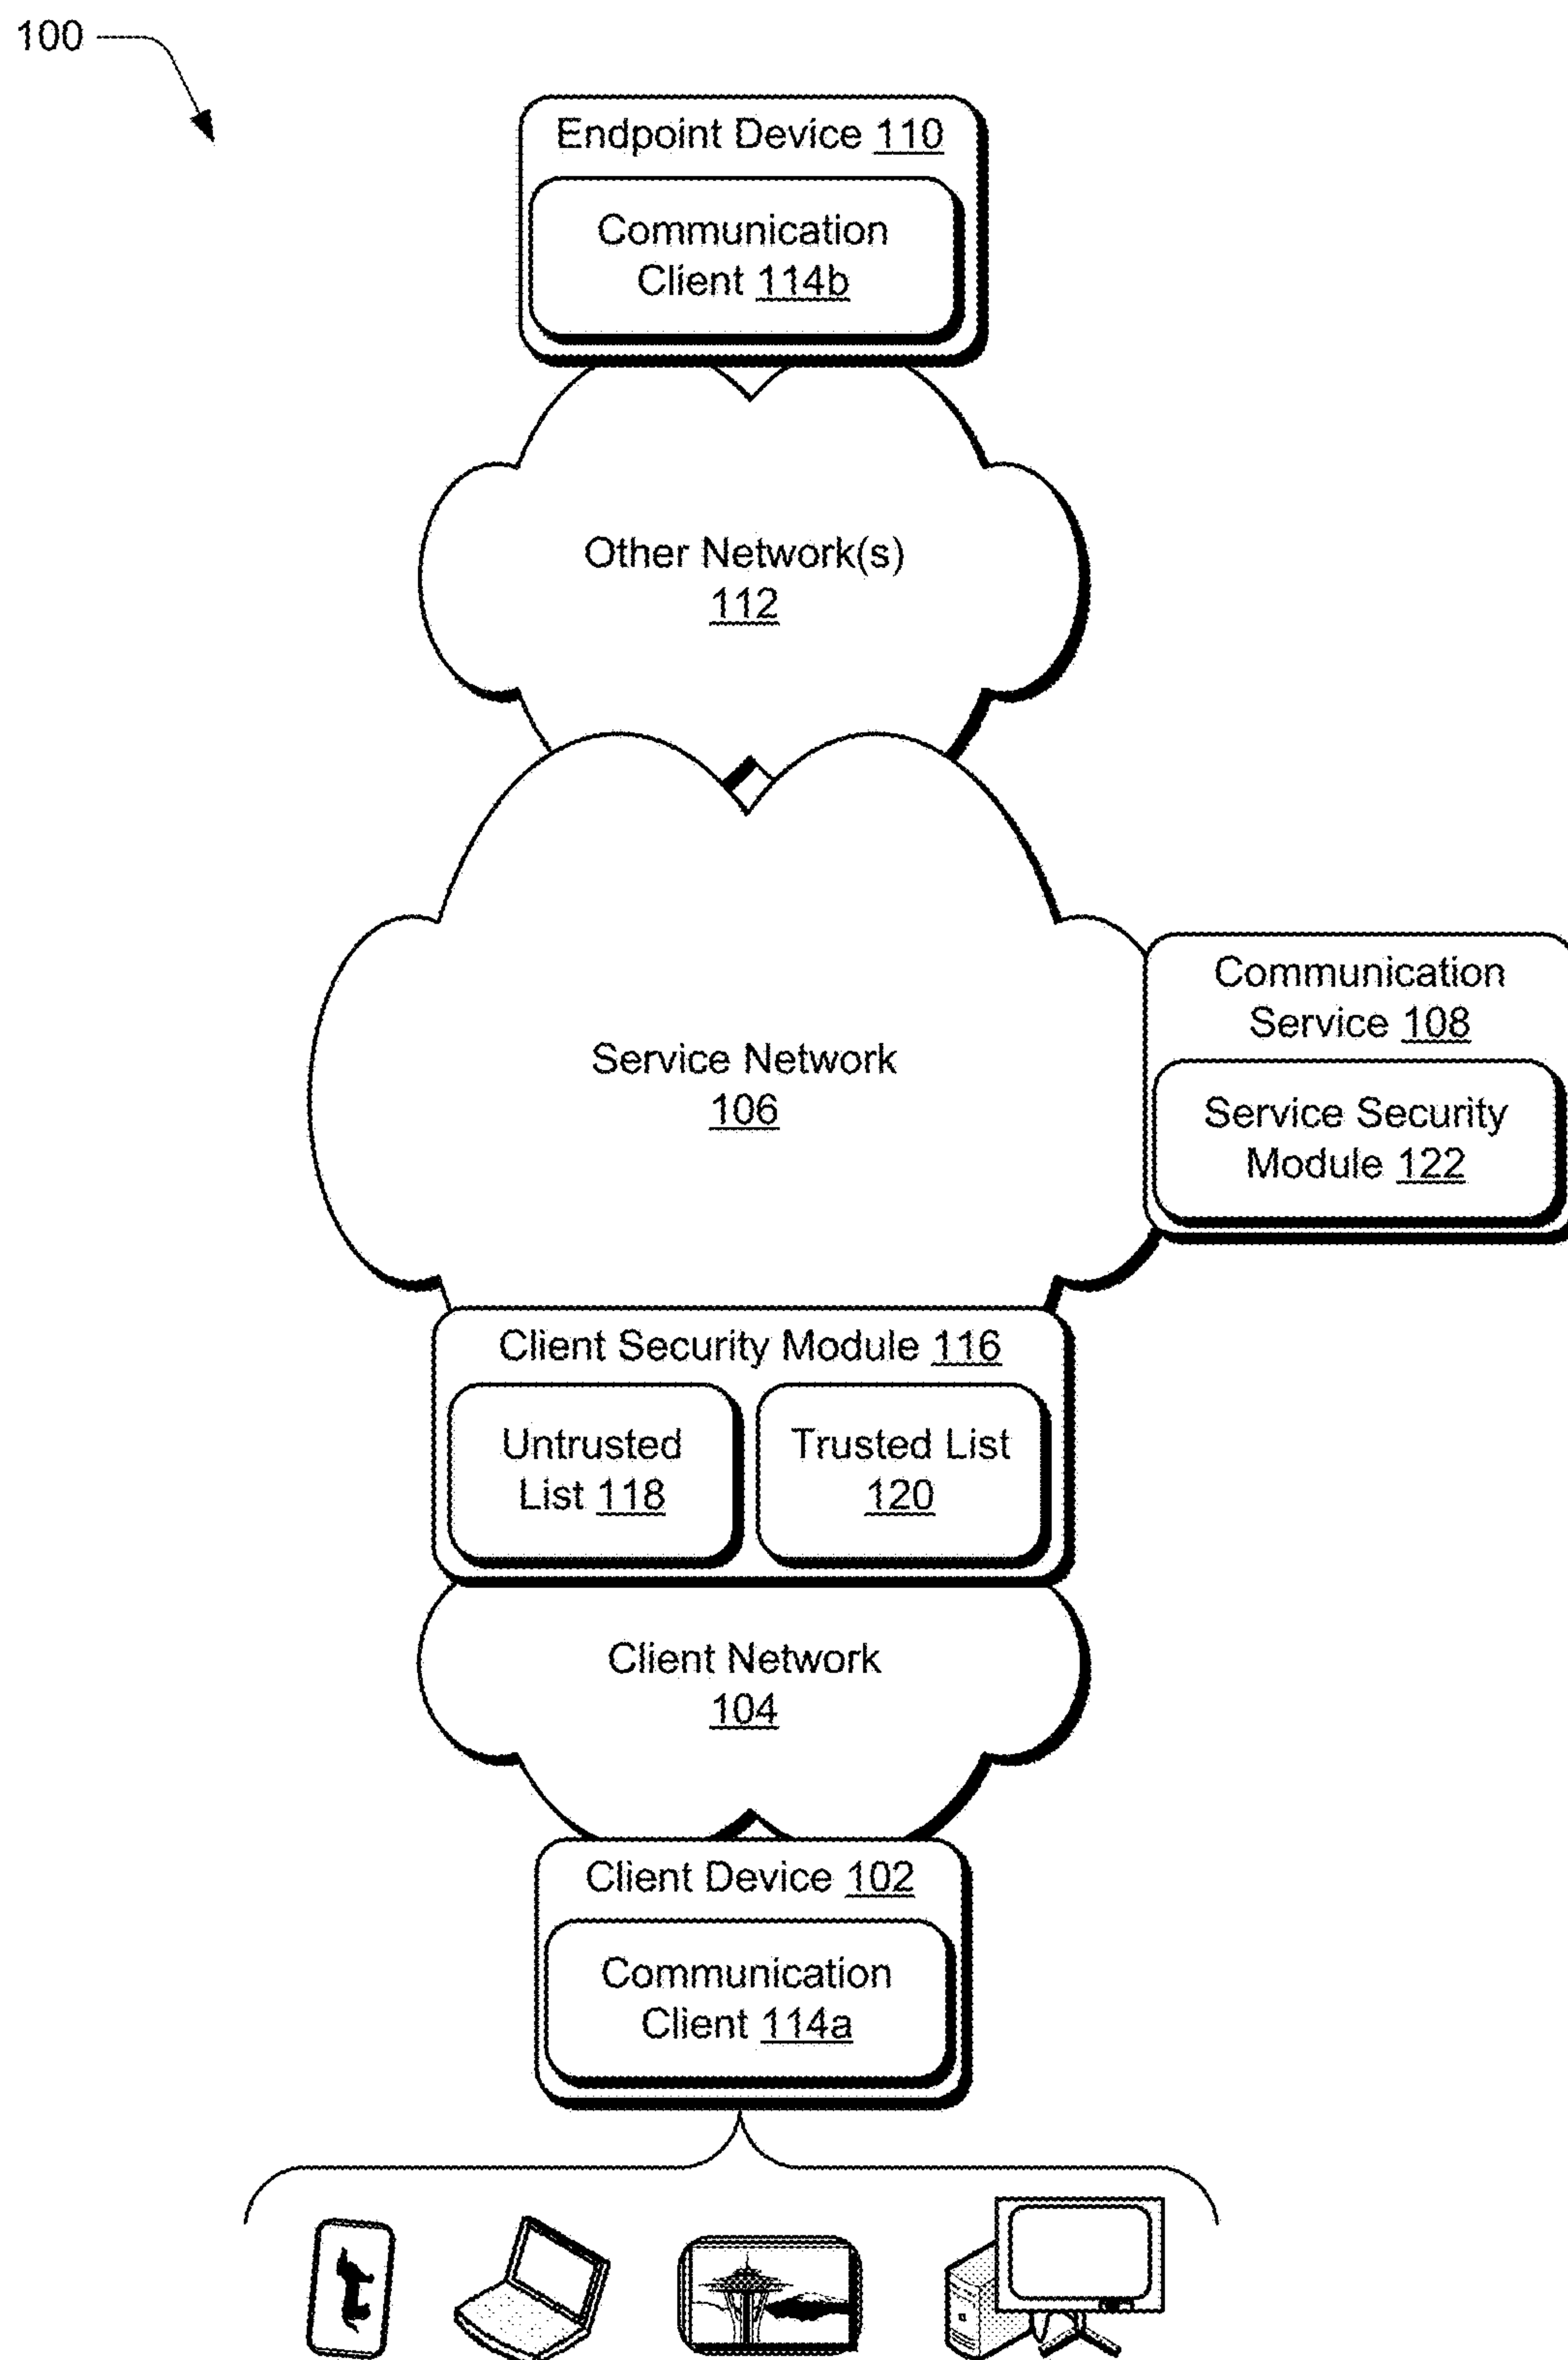 100
Endpoint Device 110
Communication
Client 114b
Other Network(s)
112
Service Network
106
Communication
Service 108
Service Security
Module 122
Client Security Module 116
Untrusted
List 118
Trusted List
120
Client Network
104
Client Device 102
Communication
Client 114a